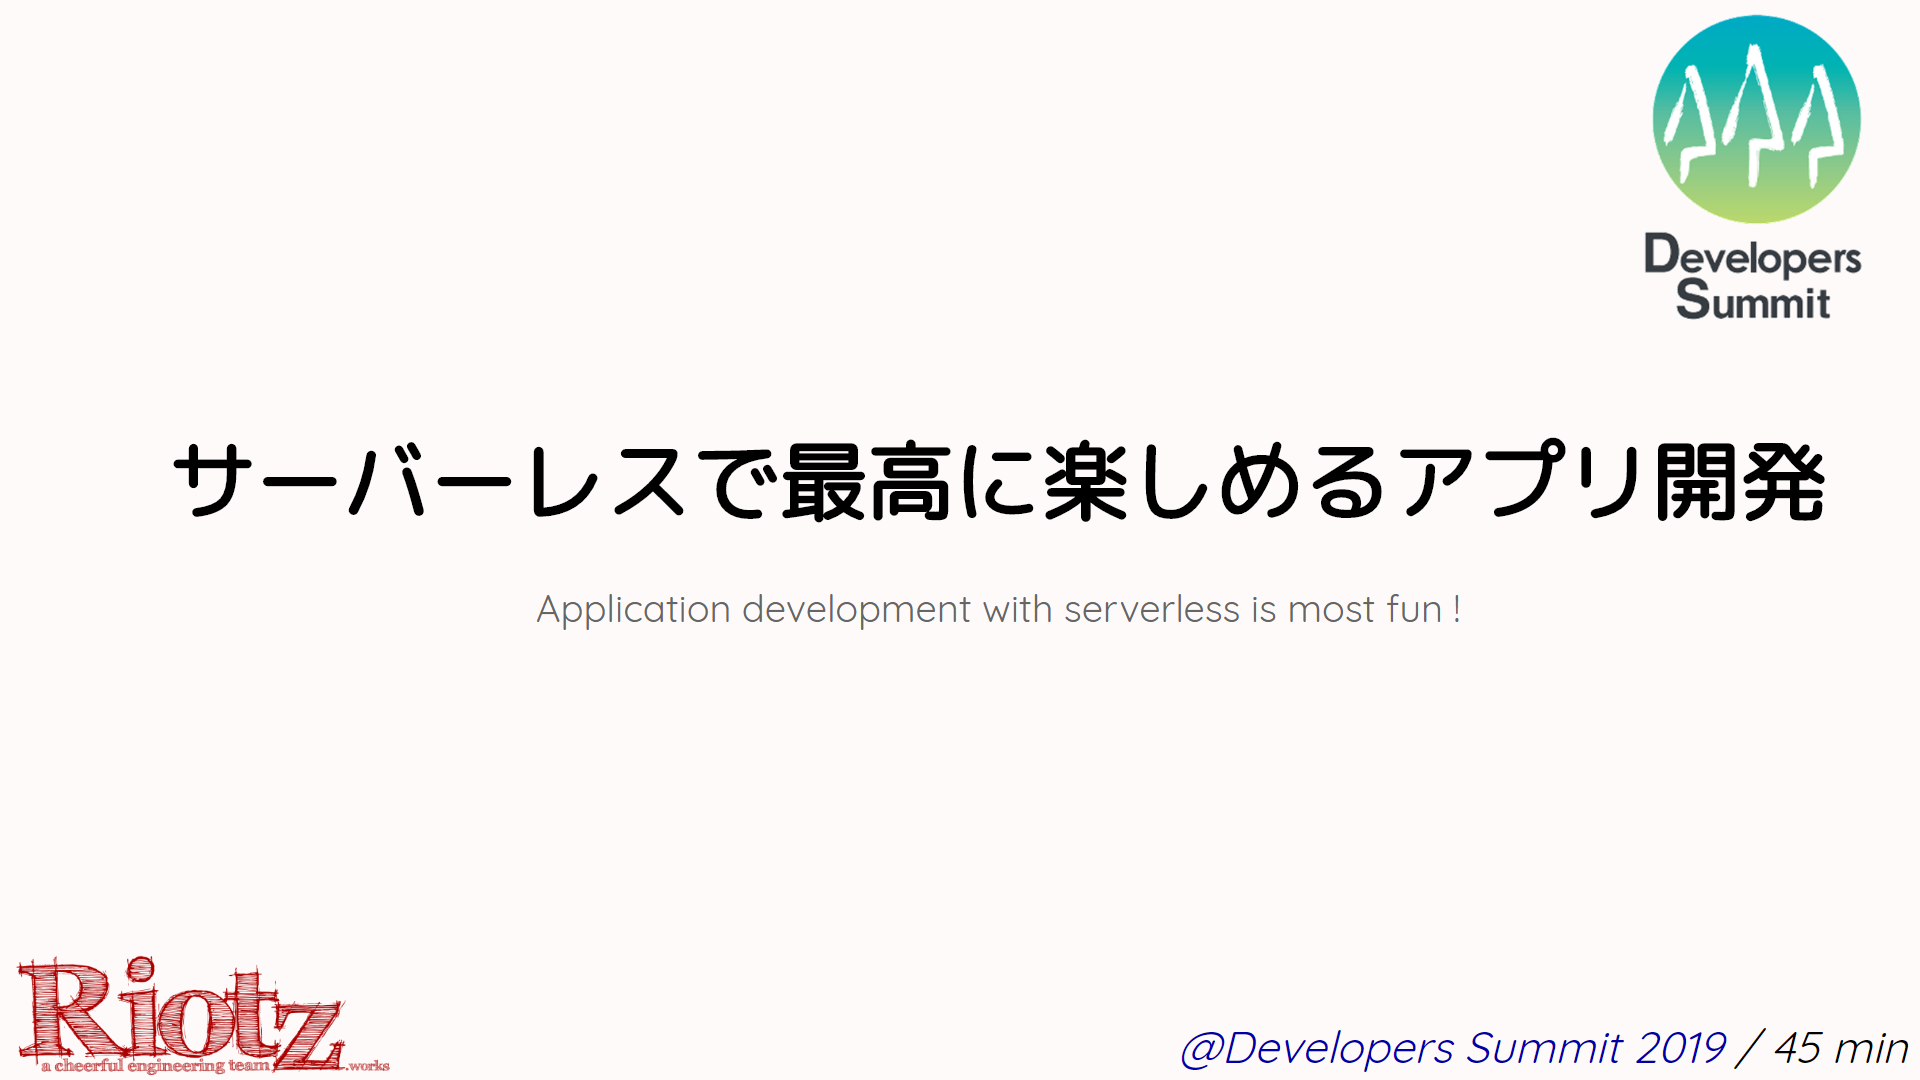 Developers
Summit
サーバーレスで最高に楽しめるアプリ開発
Application development with serverless is most fun !
Riotz
a cheerful engineering team .works
@Developers Summit 2019 / 45 min